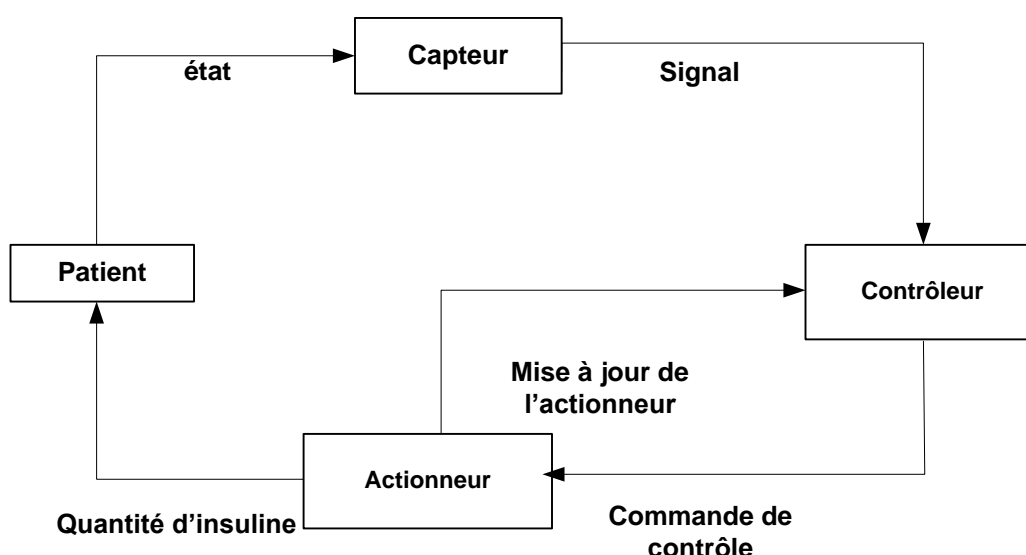 Capteur
état
Signal
Patient
Contrôleur
Mise à jour de
l’actionneur
Actionneur
Quantité d’insuline
Commande de
contrôle